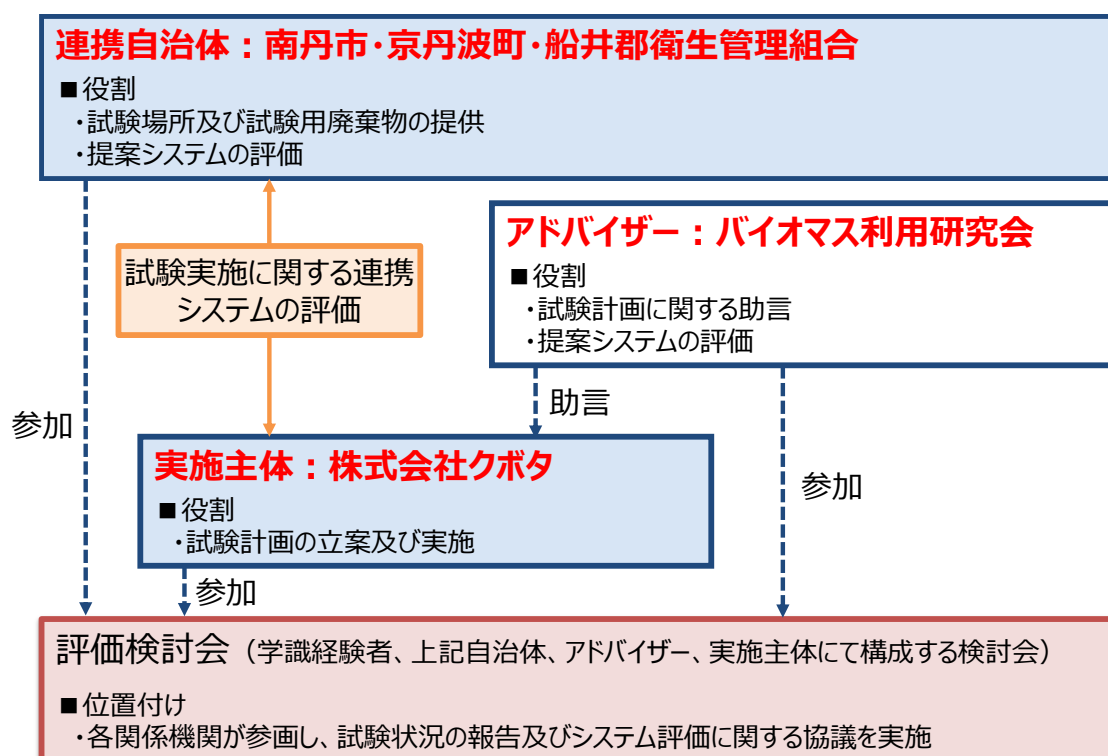 連携自治体：南丹市・京丹波町・船井郡衛生管理組合
■役割
・試験場所及び試験用廃棄物の提供
・提案システムの評価
アドバイザー：バイオマス利用研究会
■役割
・試験計画に関する助言
・提案システムの評価
試験実施に関する連携
システムの評価
助言
参加
実施主体：株式会社クボタ
■役割
・試験計画の立案及び実施
参加
参加
評価検討会（学識経験者、上記自治体、アドバイザー、実施主体にて構成する検討会）
■位置付け
・各関係機関が参画し、試験状況の報告及びシステム評価に関する協議を実施